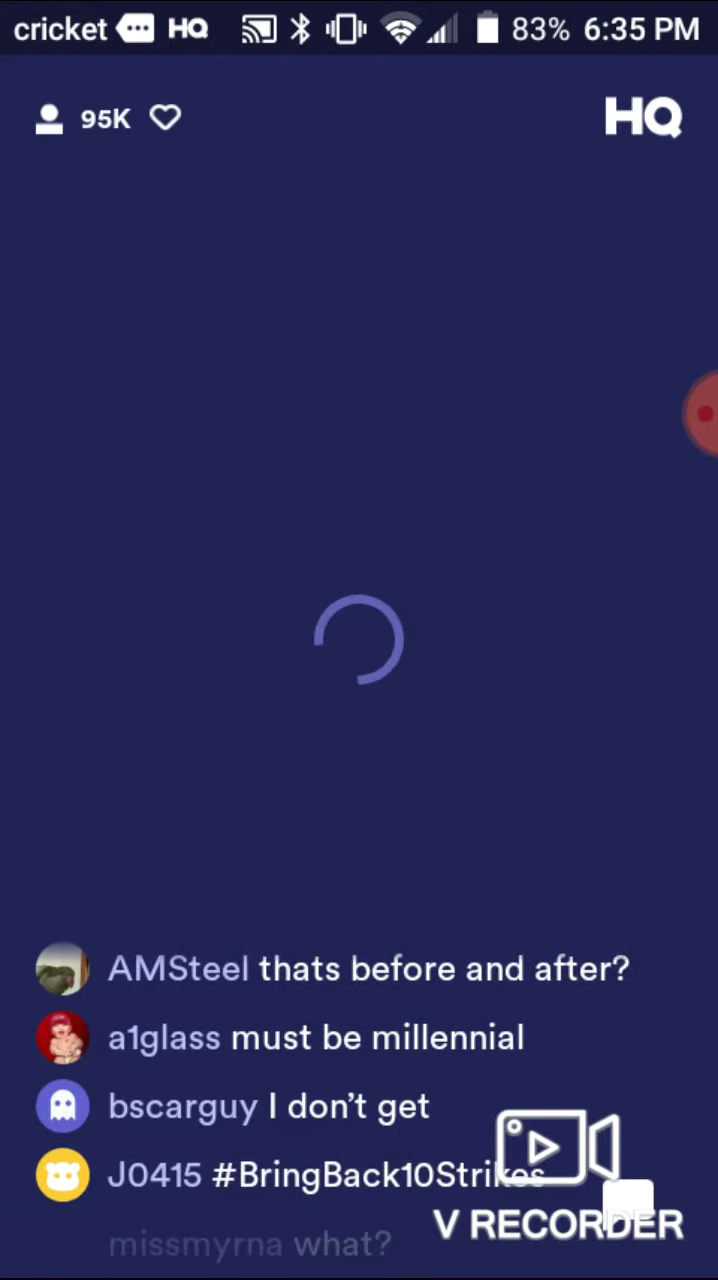 cricket HQ 83% 6:35 PM
95K HQ
AMSteel thats before and after?
a1glass must be millennial
bscarguy I don't get
J0415 #BringBack10Strikes
missmyrna what?
V RECORDER